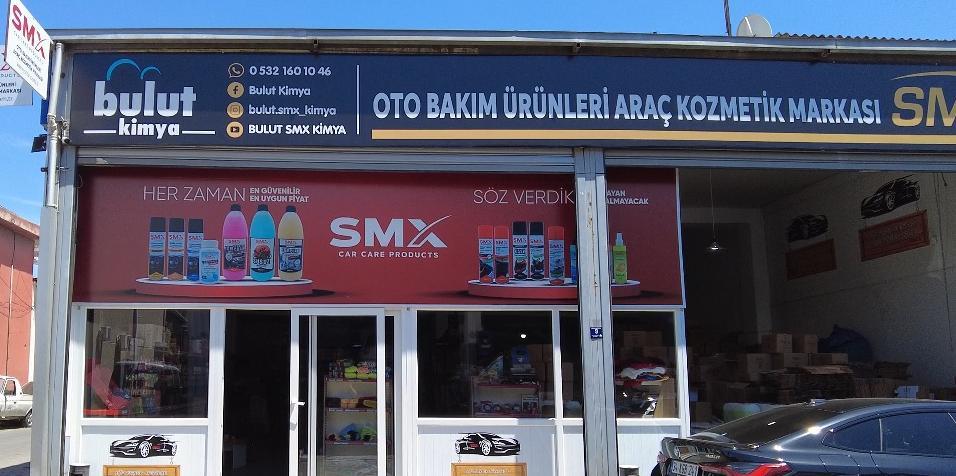 SMX
bulut
kimya
0 532 160 10 46
Bulut Kimya
bulut.smx_kimya
BULUT SMX KİMYA
OTO BAKIM ÜRÜNLERİ ARAÇ KOZMETİK MARKASI
SM
HER ZAMAN
EN GÜVENİLİR
EN UYGUN FİYAT
SMX
CAR CARE PRODUCTS
SÖZ VERDİK
ALMAYACAK